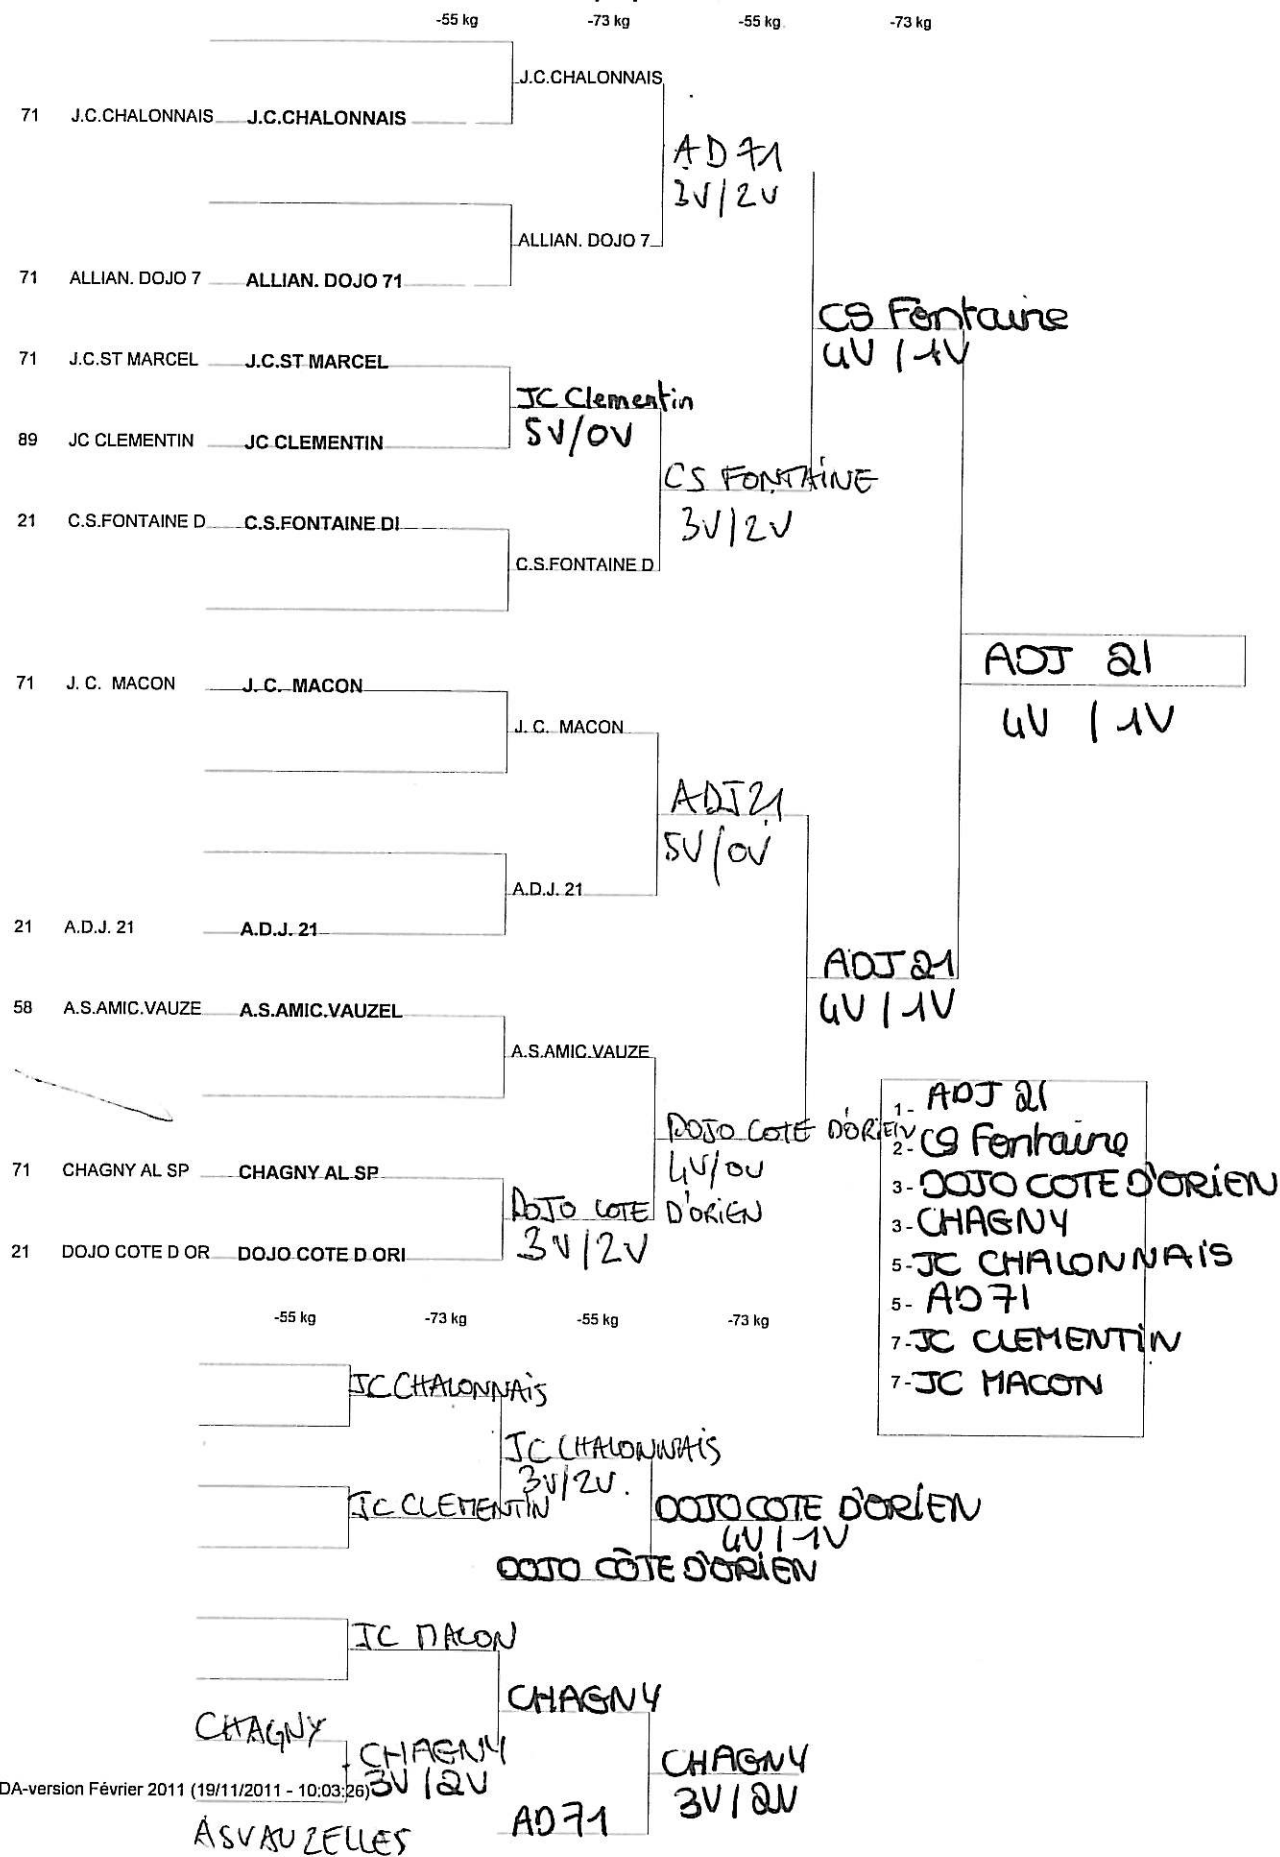 -55 kg -73 kg -55 kg -73 kg
J.C.CHALONNAIS
71 J.C.CHALONNAIS J.C.CHALONNAIS
AD 71
3V/2V
ALLIAN. DOJO 7
71 ALLIAN. DOJO 7 ALLIAN. DOJO 71
CS Fontaine
4V / 1V
71 J.C.ST MARCEL J.C.ST MARCEL
JC Clementin
5V/0V
89 JC CLEMENTIN JC CLEMENTIN
CS FONTAINE
3V/2V
21 C.S.FONTAINE D C.S.FONTAINE DI
C.S.FONTAINE D
ADJ 21
4V / 1V
71 J. C. MACON J. C. MACON
J. C. MACON
ADJ 21
5V/0V
A.D.J. 21
21 A.D.J. 21 A.D.J. 21
ADJ 21
4V / 1V
58 A.S.AMIC.VAUZE A.S.AMIC.VAUZEL
A.S.AMIC.VAUZE
DOJO COTE D'ORIEN
4V/0V
71 CHAGNY AL SP CHAGNY AL SP
DOJO COTE D'ORIEN
3V/2V
21 DOJO COTE D OR DOJO COTE D ORI
1- ADJ 21
2- CS Fontaine
3- DOJO COTE D'ORIEN
3- CHAGNY
5- JC CHALONNAIS
5- AD 71
7- JC CLEMENTIN
7- JC MACON
-55 kg -73 kg -55 kg -73 kg
JC CHALONNAIS
JC CHALONNAIS
3V/2V.
JC CLEMENTIN
DOJO COTE D'ORIEN
4V / 1V
DOJO CÔTE D'ORIEN
JC MACON
CHAGNY
CHAGNY
CHAGNY
3V / 2V
CHAGNY
3V / 2V
DA-version Février 2011 (19/11/2011 - 10:03:26)
AD 71
ASVAUZELLES